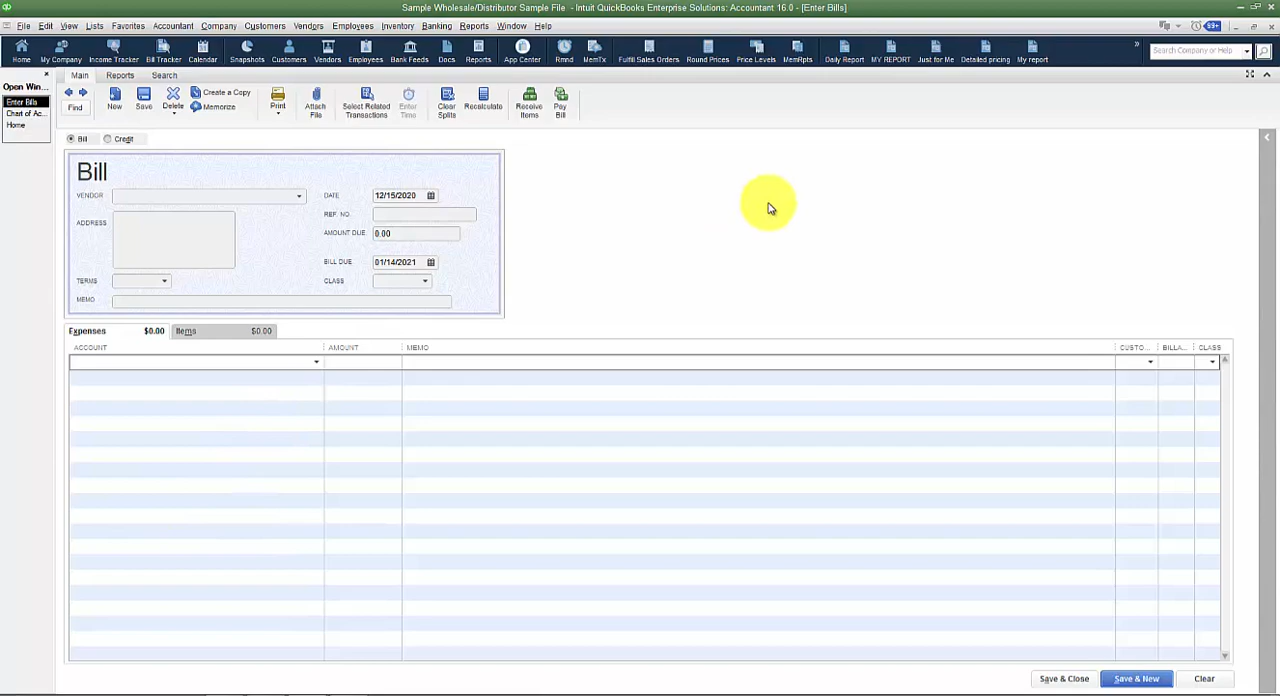 Sample Wholesale/Distributor Sample File - Intuit QuickBooks Enterprise Solutions: Accountant 16.0 - [Enter Bills]
File Edit View Lists Favorites Accountant Company Customers Vendors Employees Inventory Banking Reports Window Help 99+
Home My Company Income Tracker Bill Tracker Calendar Snapshots Customers Vendors Employees Bank Feeds Docs Reports App Center Rmnd MemTx Fulfill Sales Orders Round Prices Price Levels MemRpts Daily Report MY REPORT Just for Me Detailed pricing My report » Search Company or Help
Open Win...
Enter Bills
Chart of Ac...
Home
Main Reports Search
Find New Save Delete Create a Copy Memorize Print Attach File Select Related Transactions Enter Time Clear Splits Recalculate Receive Items Pay Bill
Bill Credit
Bill
VENDOR DATE 12/15/2020
ADDRESS REF. NO.
AMOUNT DUE 0.00
BILL DUE 01/14/2021
TERMS CLASS
MEMO
Expenses $0.00 Items $0.00
ACCOUNT AMOUNT MEMO CUSTO... BILLA... CLASS
Save & Close Save & New Clear